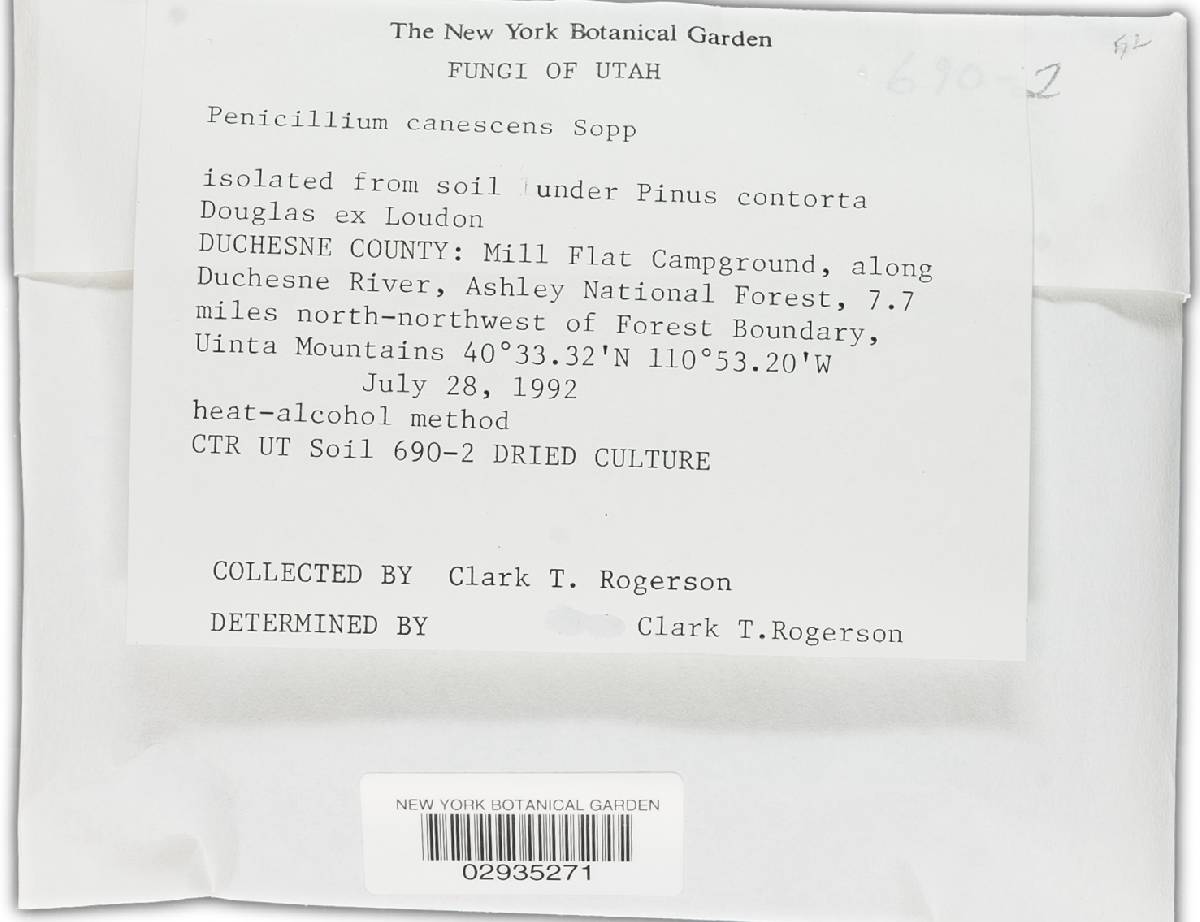 The New York Botanical Garden
FUNGI OF UTAH
690-2
Penicillium canescens Sopp
isolated from soil under Pinus contorta
Douglas ex Loudon
DUCHESNE COUNTY: Mill Flat Campground, along
Duchesne River, Ashley National Forest, 7.7
miles north-northwest of Forest Boundary,
Uinta Mountains 40°33.32'N 110°53.20'W
July 28, 1992
heat-alcohol method
CTR UT Soil 690-2 DRIED CULTURE
COLLECTED BY Clark T. Rogerson
DETERMINED BY Clark T.Rogerson
NEW YORK BOTANICAL GARDEN
02935271